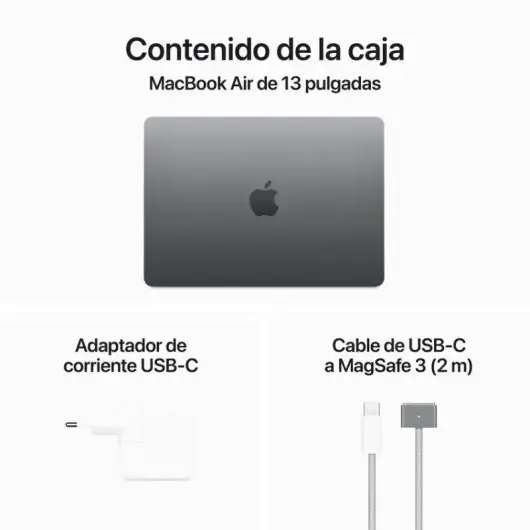 Contenido de la caja
MacBook Air de 13 pulgadas
Adaptador de
corriente USB-C
Cable de USB-C
a MagSafe 3 (2 m)